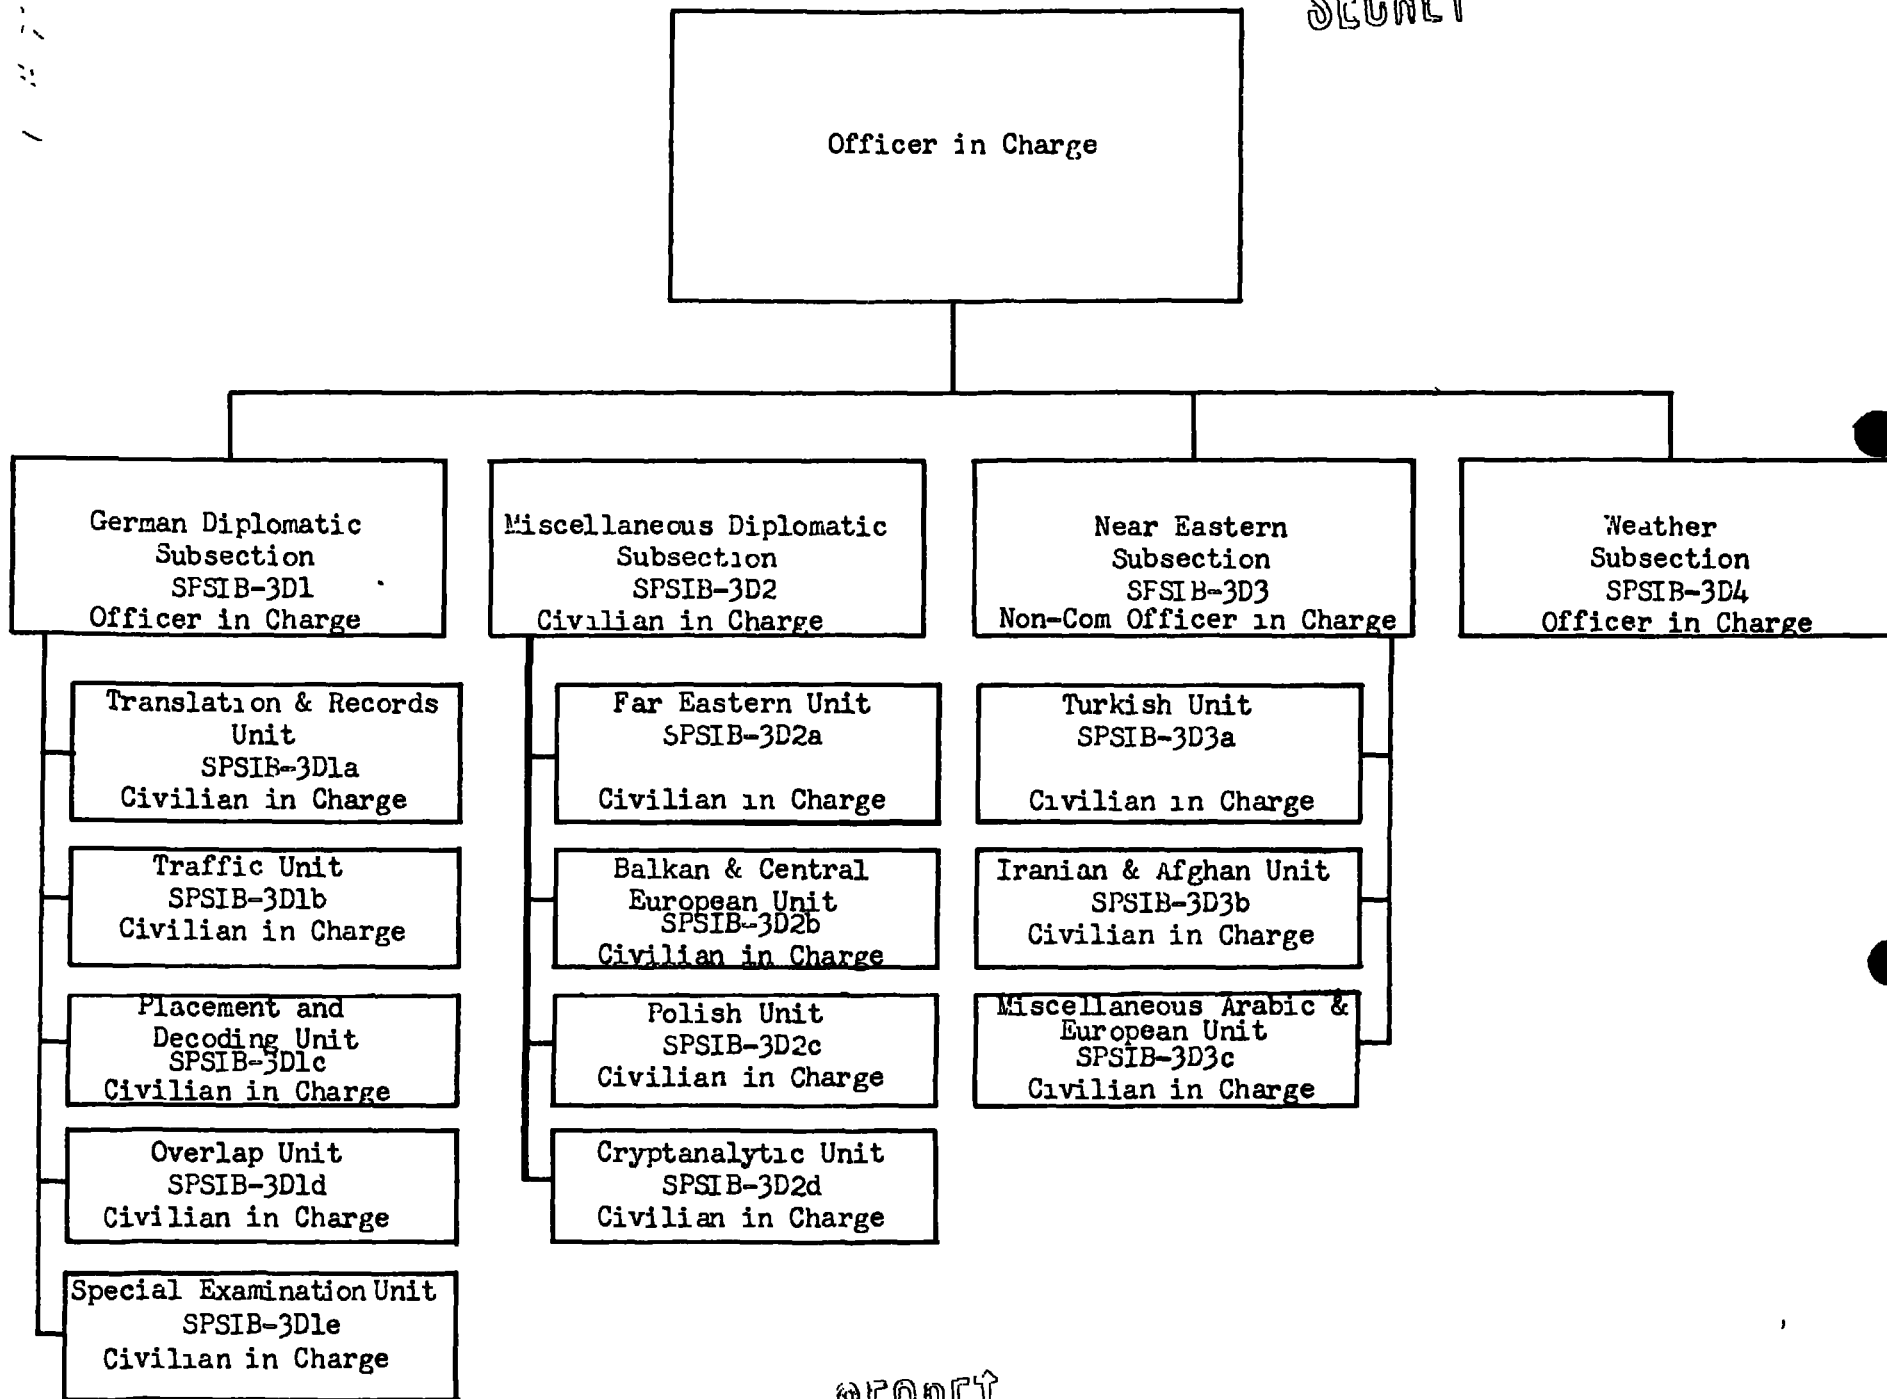 SECRET
Officer in Charge
German Diplomatic
Subsection
SPSIB-3D1
Officer in Charge
Miscellaneous Diplomatic
Subsection
SPSIB-3D2
Civilian in Charge
Near Eastern
Subsection
SPSIB-3D3
Non-Com Officer in Charge
Weather
Subsection
SPSIB-3D4
Officer in Charge
Translation & Records
Unit
SPSIB-3D1a
Civilian in Charge
Traffic Unit
SPSIB-3D1b
Civilian in Charge
Placement and
Decoding Unit
SPSIB-3D1c
Civilian in Charge
Overlap Unit
SPSIB-3D1d
Civilian in Charge
Special Examination Unit
SPSIB-3D1e
Civilian in Charge
Far Eastern Unit
SPSIB-3D2a
Civilian in Charge
Balkan & Central
European Unit
SPSIB-3D2b
Civilian in Charge
Polish Unit
SPSIB-3D2c
Civilian in Charge
Cryptanalytic Unit
SPSIB-3D2d
Civilian in Charge
Turkish Unit
SPSIB-3D3a
Civilian in Charge
Iranian & Afghan Unit
SPSIB-3D3b
Civilian in Charge
Miscellaneous Arabic &
European Unit
SPSIB-3D3c
Civilian in Charge
SECRET